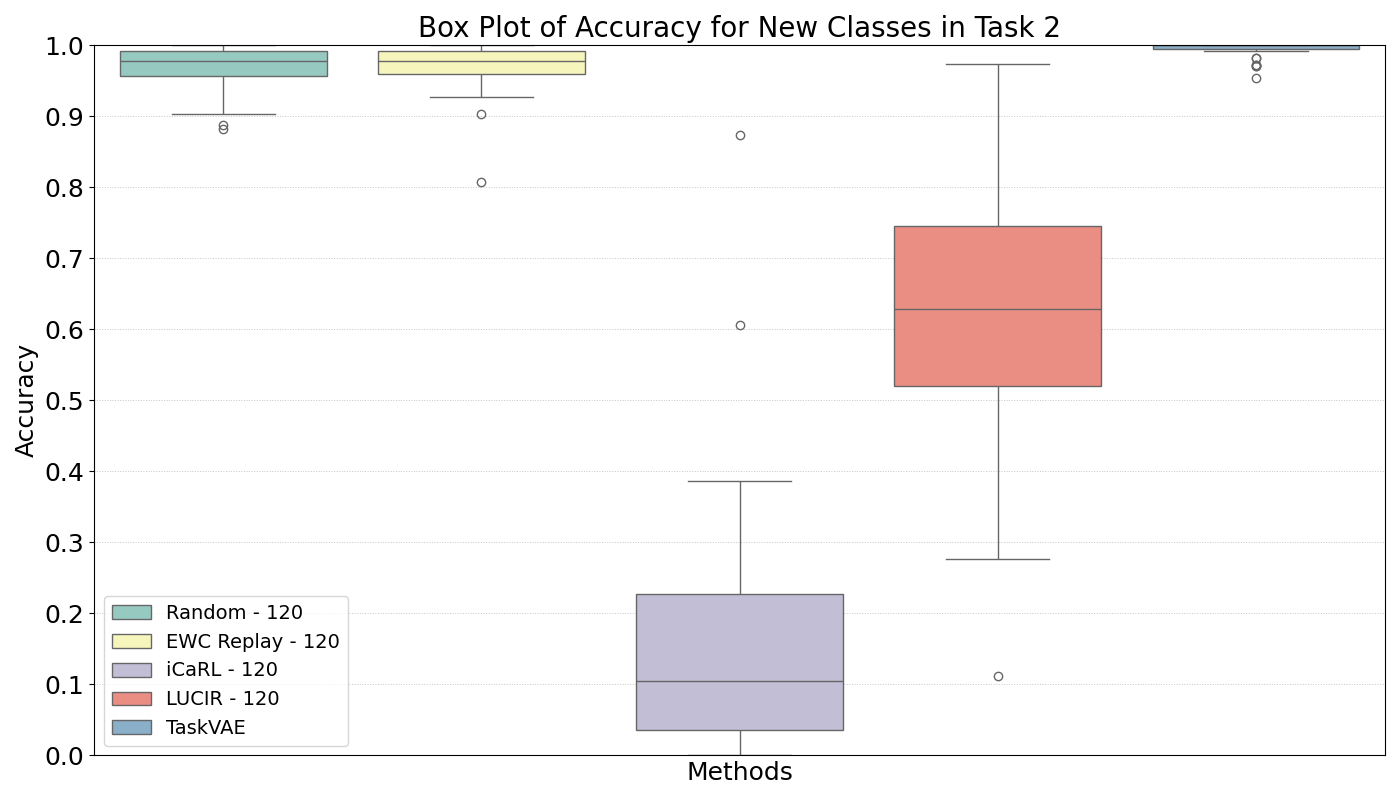 Box Plot of Accuracy for New Classes in Task 2
1.0
0.9
0.8
0.7
0.6
0.5
0.4
0.3
0.2
0.1
0.0
Accuracy
Random - 120
EWC Replay - 120
iCaRL - 120
LUCIR - 120
TaskVAE
Methods